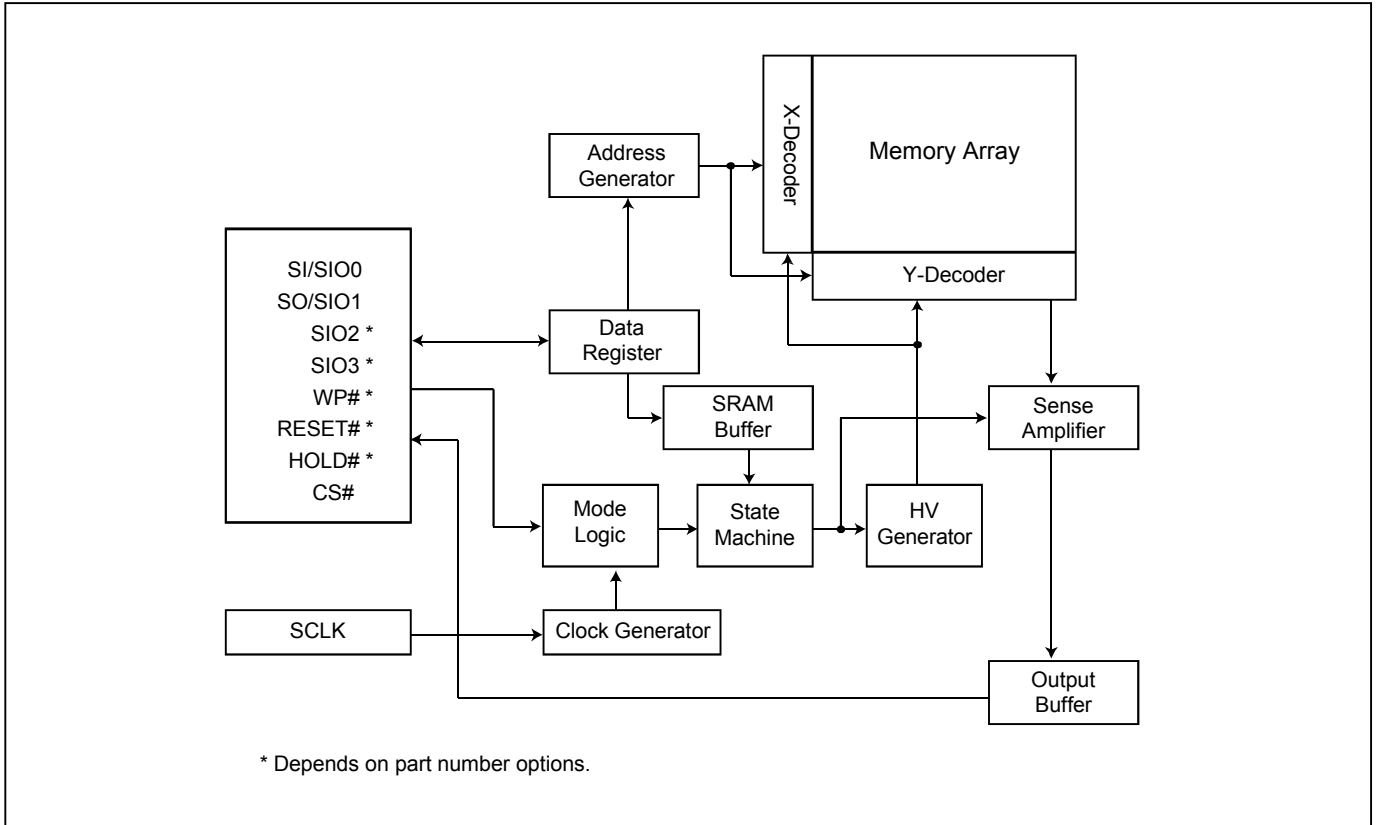 X-Decoder
Memory Array
Address
Generator
Y-Decoder
SI/SIO0
SO/SIO1
SIO2 *
SIO3 *
WP# *
RESET# *
HOLD# *
CS#
Data
Register
SRAM
Buffer
Sense
Amplifier
Mode
Logic
State
Machine
HV
Generator
SCLK
Clock Generator
Output
Buffer
* Depends on part number options.